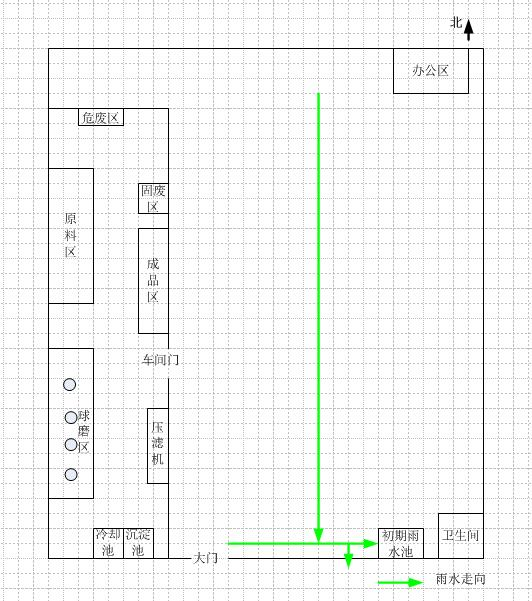 北
办公区
危废区
固废
区
原
料
区
成
品
区
车间门
球
磨
区
压
滤
机
冷却
池
沉淀
池
大门
初期雨
水池
卫生间
雨水走向